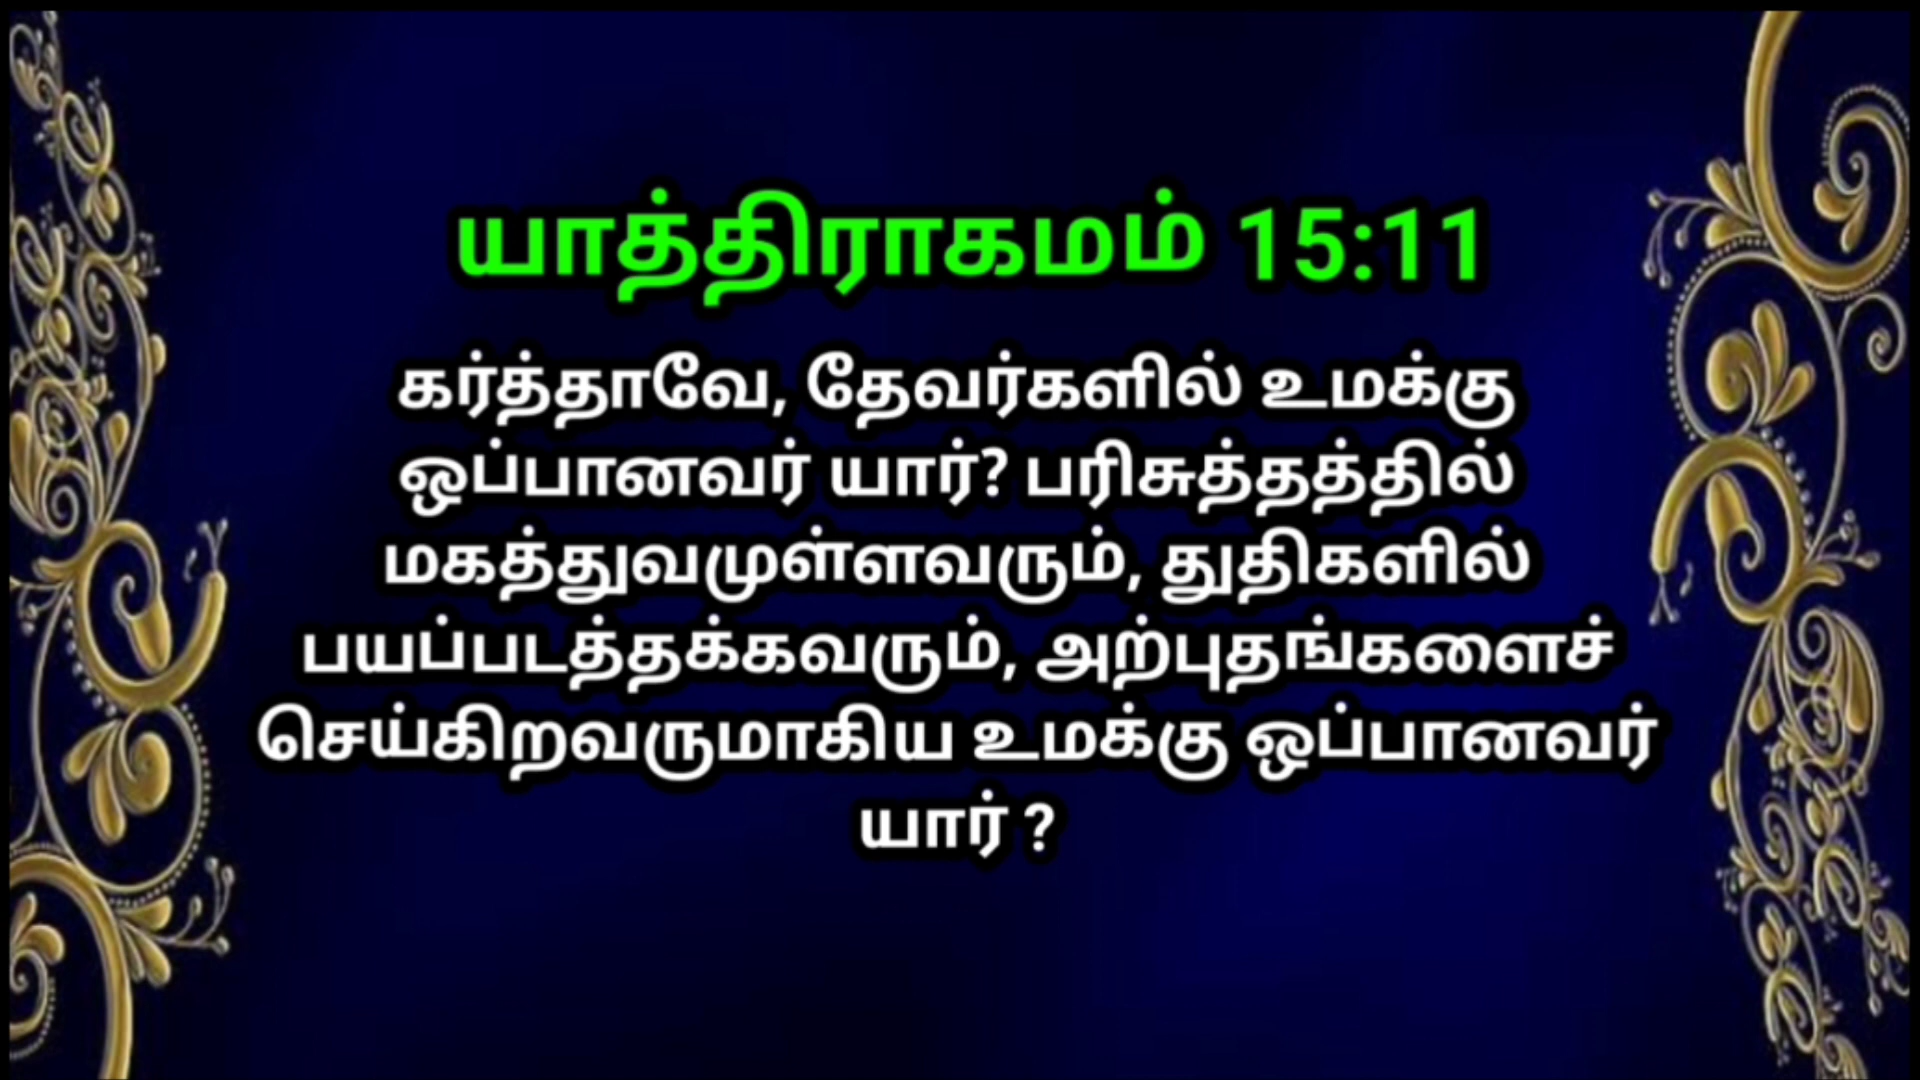 யாத்திராகமம் 15:11
கர்த்தாவே, தேவர்களில் உமக்கு
ஒப்பானவர் யார்? பரிசுத்தத்தில்
மகத்துவமுள்ளவரும், துதிகளில்
பயப்படத்தக்கவரும், அற்புதங்களைச்
செய்கிறவருமாகிய உமக்கு ஒப்பானவர்
யார் ?